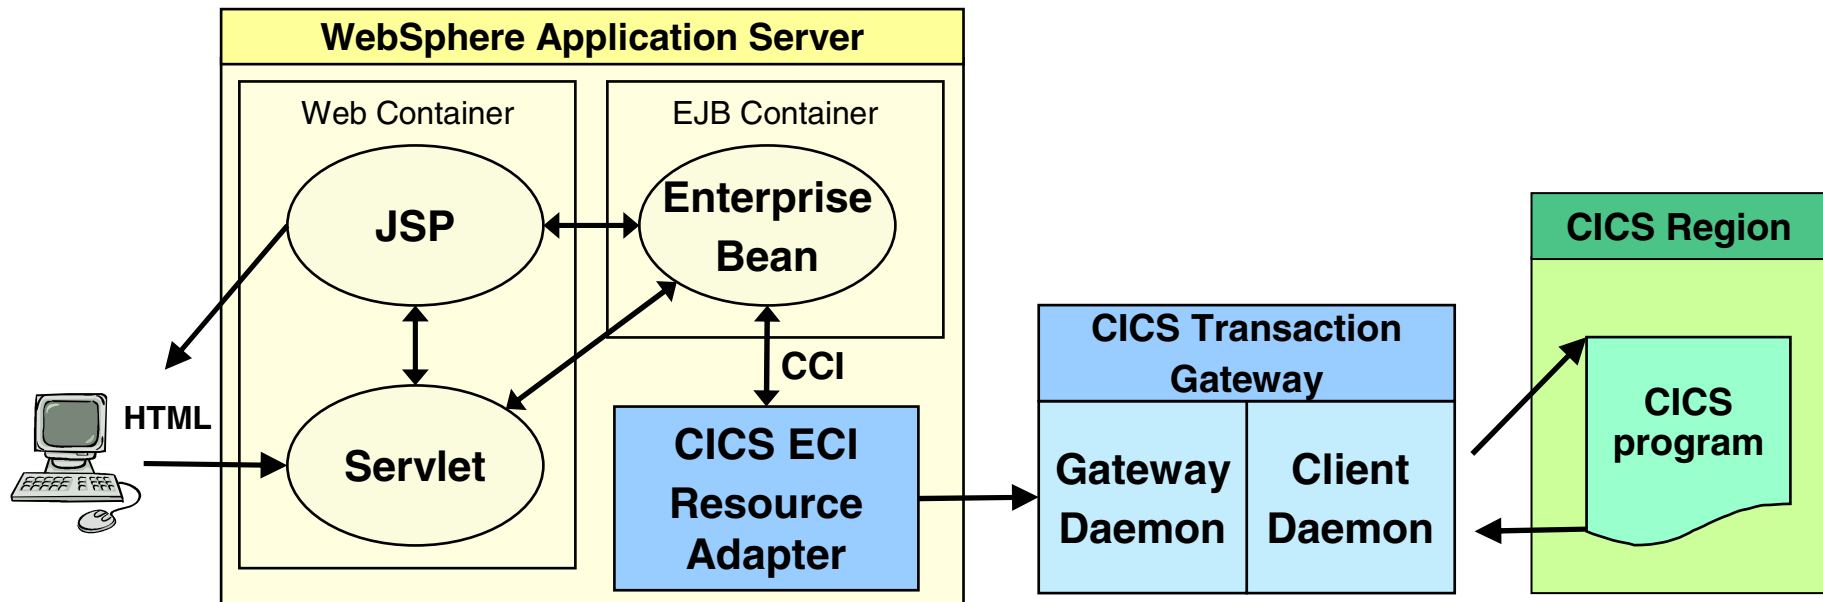 WebSphere Application Server
Web Container
EJB Container
JSP
Enterprise
Bean
CICS Region
CICS Transaction
Gateway
CCI
HTML
Servlet
CICS ECI
Resource
Adapter
Gateway
Daemon
Client
Daemon
CICS
program